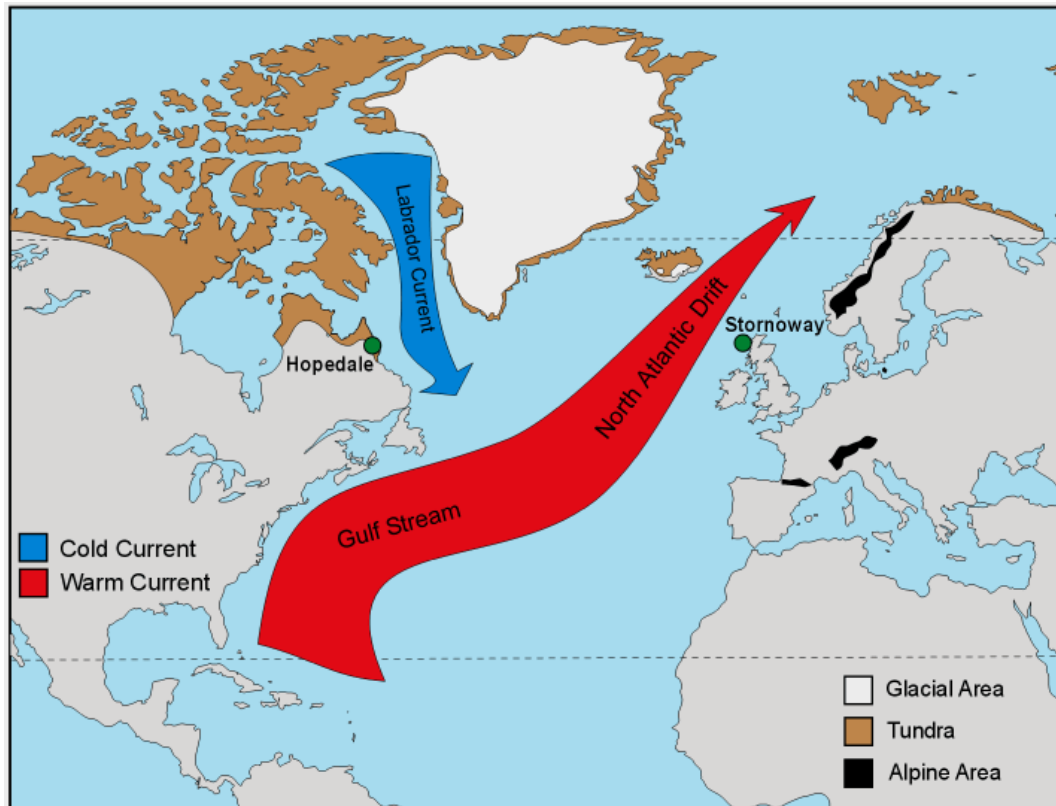 Labrador Current
Hopedale
Stornoway
North Atlantic Drift
Gulf Stream
Cold Current
Warm Current
Glacial Area
Tundra
Alpine Area